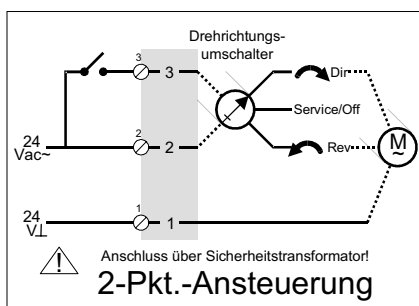 Drehrichtungs-
umschalter
3
3
Dir
Service/Off
24
Vac~
2
2
Rev
M
~
24
V⊥
1
1
Anschluss über Sicherheitstransformator!
2-Pkt.-Ansteuerung